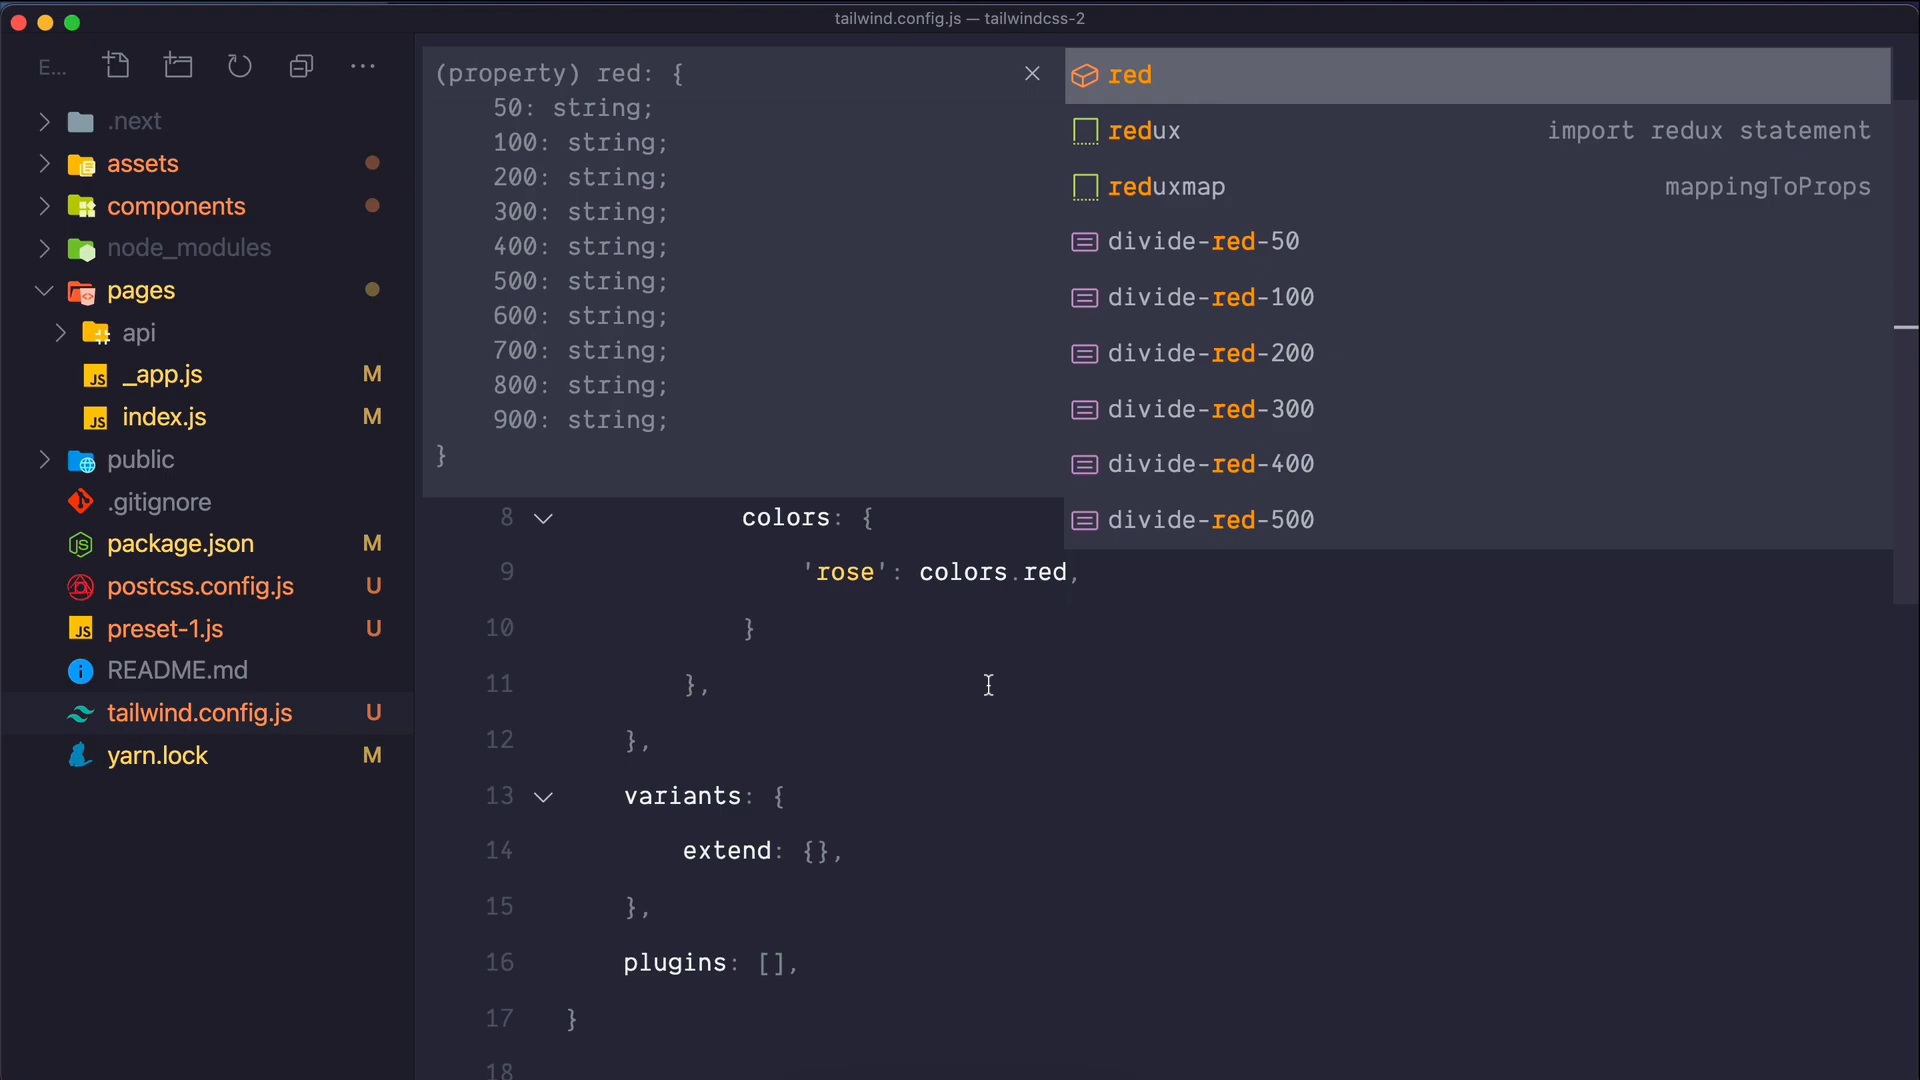 tailwind.config.js — tailwindcss-2
E...
.next
assets
components
node_modules
pages
api
_app.js M
index.js M
public
.gitignore
package.json M
postcss.config.js U
preset-1.js U
README.md
tailwind.config.js U
yarn.lock M
(property) red: {
50: string;
100: string;
200: string;
300: string;
400: string;
500: string;
600: string;
700: string;
800: string;
900: string;
}
red
redux import redux statement
reduxmap mappingToProps
divide-red-50
divide-red-100
divide-red-200
divide-red-300
divide-red-400
divide-red-500
8 colors: {
9 'rose': colors.red,
10 }
11 },
12 },
13 variants: {
14 extend: {},
15 },
16 plugins: [],
17 }
18